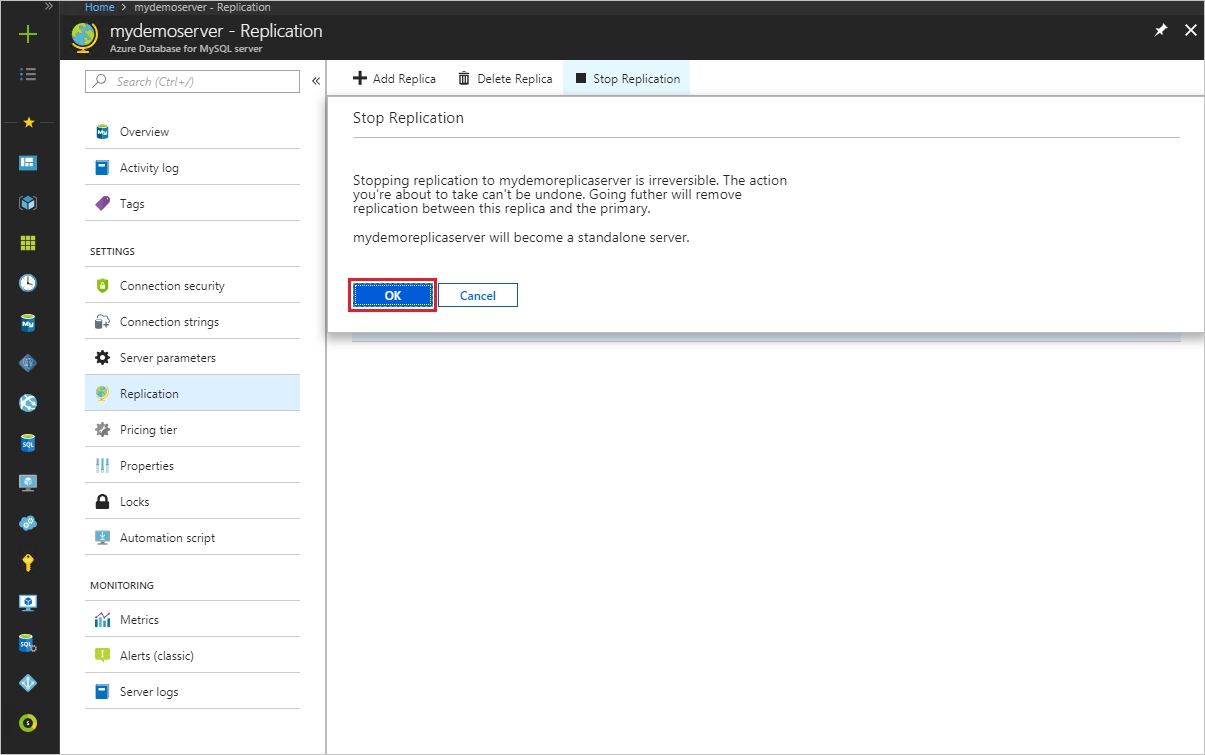 Home > mydemoserver - Replication
mydemoserver - Replication
Azure Database for MySQL server
Search (Ctrl+/)
Overview
Activity log
Tags
SETTINGS
Connection security
Connection strings
Server parameters
Replication
Pricing tier
Properties
Locks
Automation script
MONITORING
Metrics
Alerts (classic)
Server logs
Add Replica
Delete Replica
Stop Replication
Stop Replication
Stopping replication to mydemoreplicaserver is irreversible. The action
you're about to take can't be undone. Going futher will remove
replication between this replica and the primary.
mydemoreplicaserver will become a standalone server.
OK
Cancel
My
SQL
SQL
My